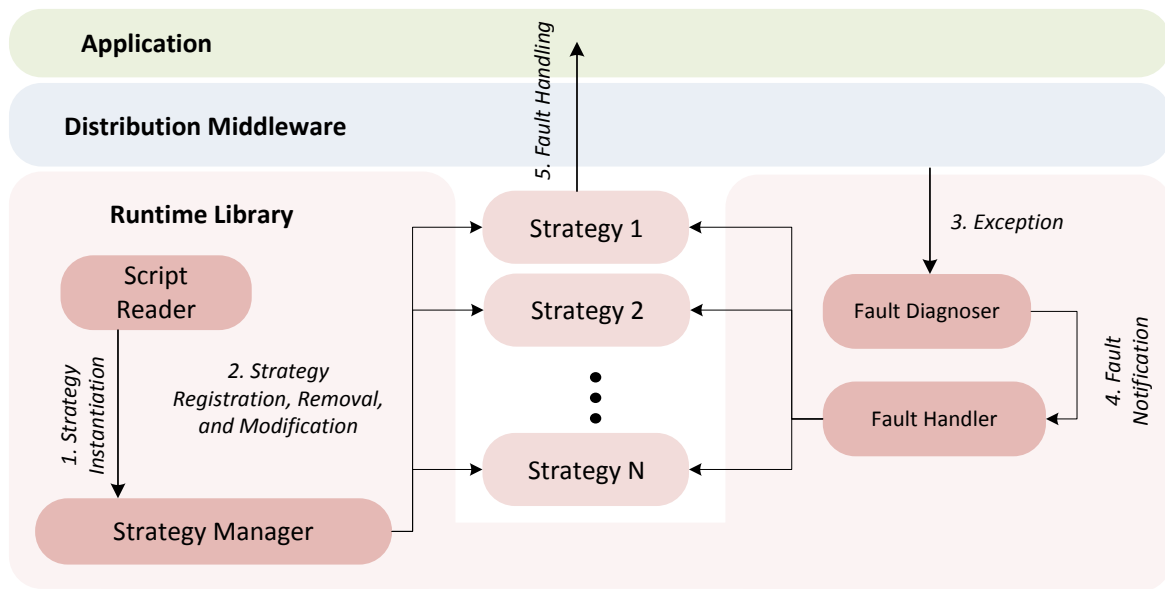 Application
Distribution Middleware
5. Fault Handling
Runtime Library
Script
Reader
1. Strategy
Instantiation
2. Strategy
Registration, Removal,
and Modification
Strategy Manager
Strategy 1
Strategy 2
Strategy N
3. Exception
Fault Diagnoser
4. Fault
Notification
Fault Handler